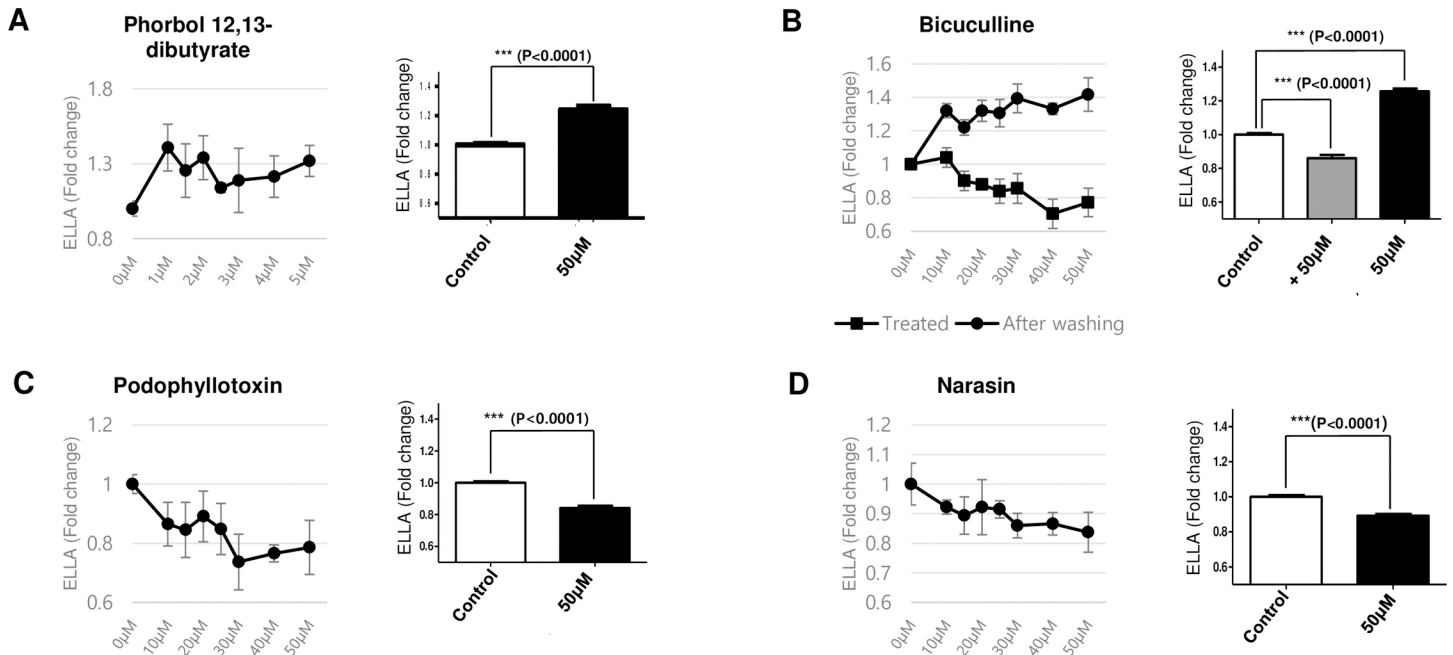 A
Phorbol 12,13-
dibutyrate
ELLA (Fold change)
1.8
1.3
0.8
0µM
1µM
2µM
3µM
4µM
5µM
*** (P<0.0001)
ELLA (Fold change)
1.4
1.2
1.0
Control
50µM
B
Bicuculline
ELLA (Fold change)
1.6
1.4
1.2
1
0.8
0.6
0µM
10µM
20µM
30µM
40µM
50µM
Treated
After washing
*** (P<0.0001)
*** (P<0.0001)
ELLA (Fold change)
1.4
1.2
1.0
0.8
0.6
Control
+ 50µM
50µM
C
Podophyllotoxin
ELLA (Fold change)
1.2
1
0.8
0.6
0µM
10µM
20µM
30µM
40µM
50µM
*** (P<0.0001)
ELLA (Fold change)
1.4
1.2
1.0
0.8
0.6
Control
50µM
D
Narasin
ELLA (Fold change)
1.2
1.1
1
0.9
0.8
0.7
0.6
0µM
10µM
20µM
30µM
40µM
50µM
***(P<0.0001)
ELLA (Fold change)
1.4
1.2
1.0
0.8
0.6
Control
50µM